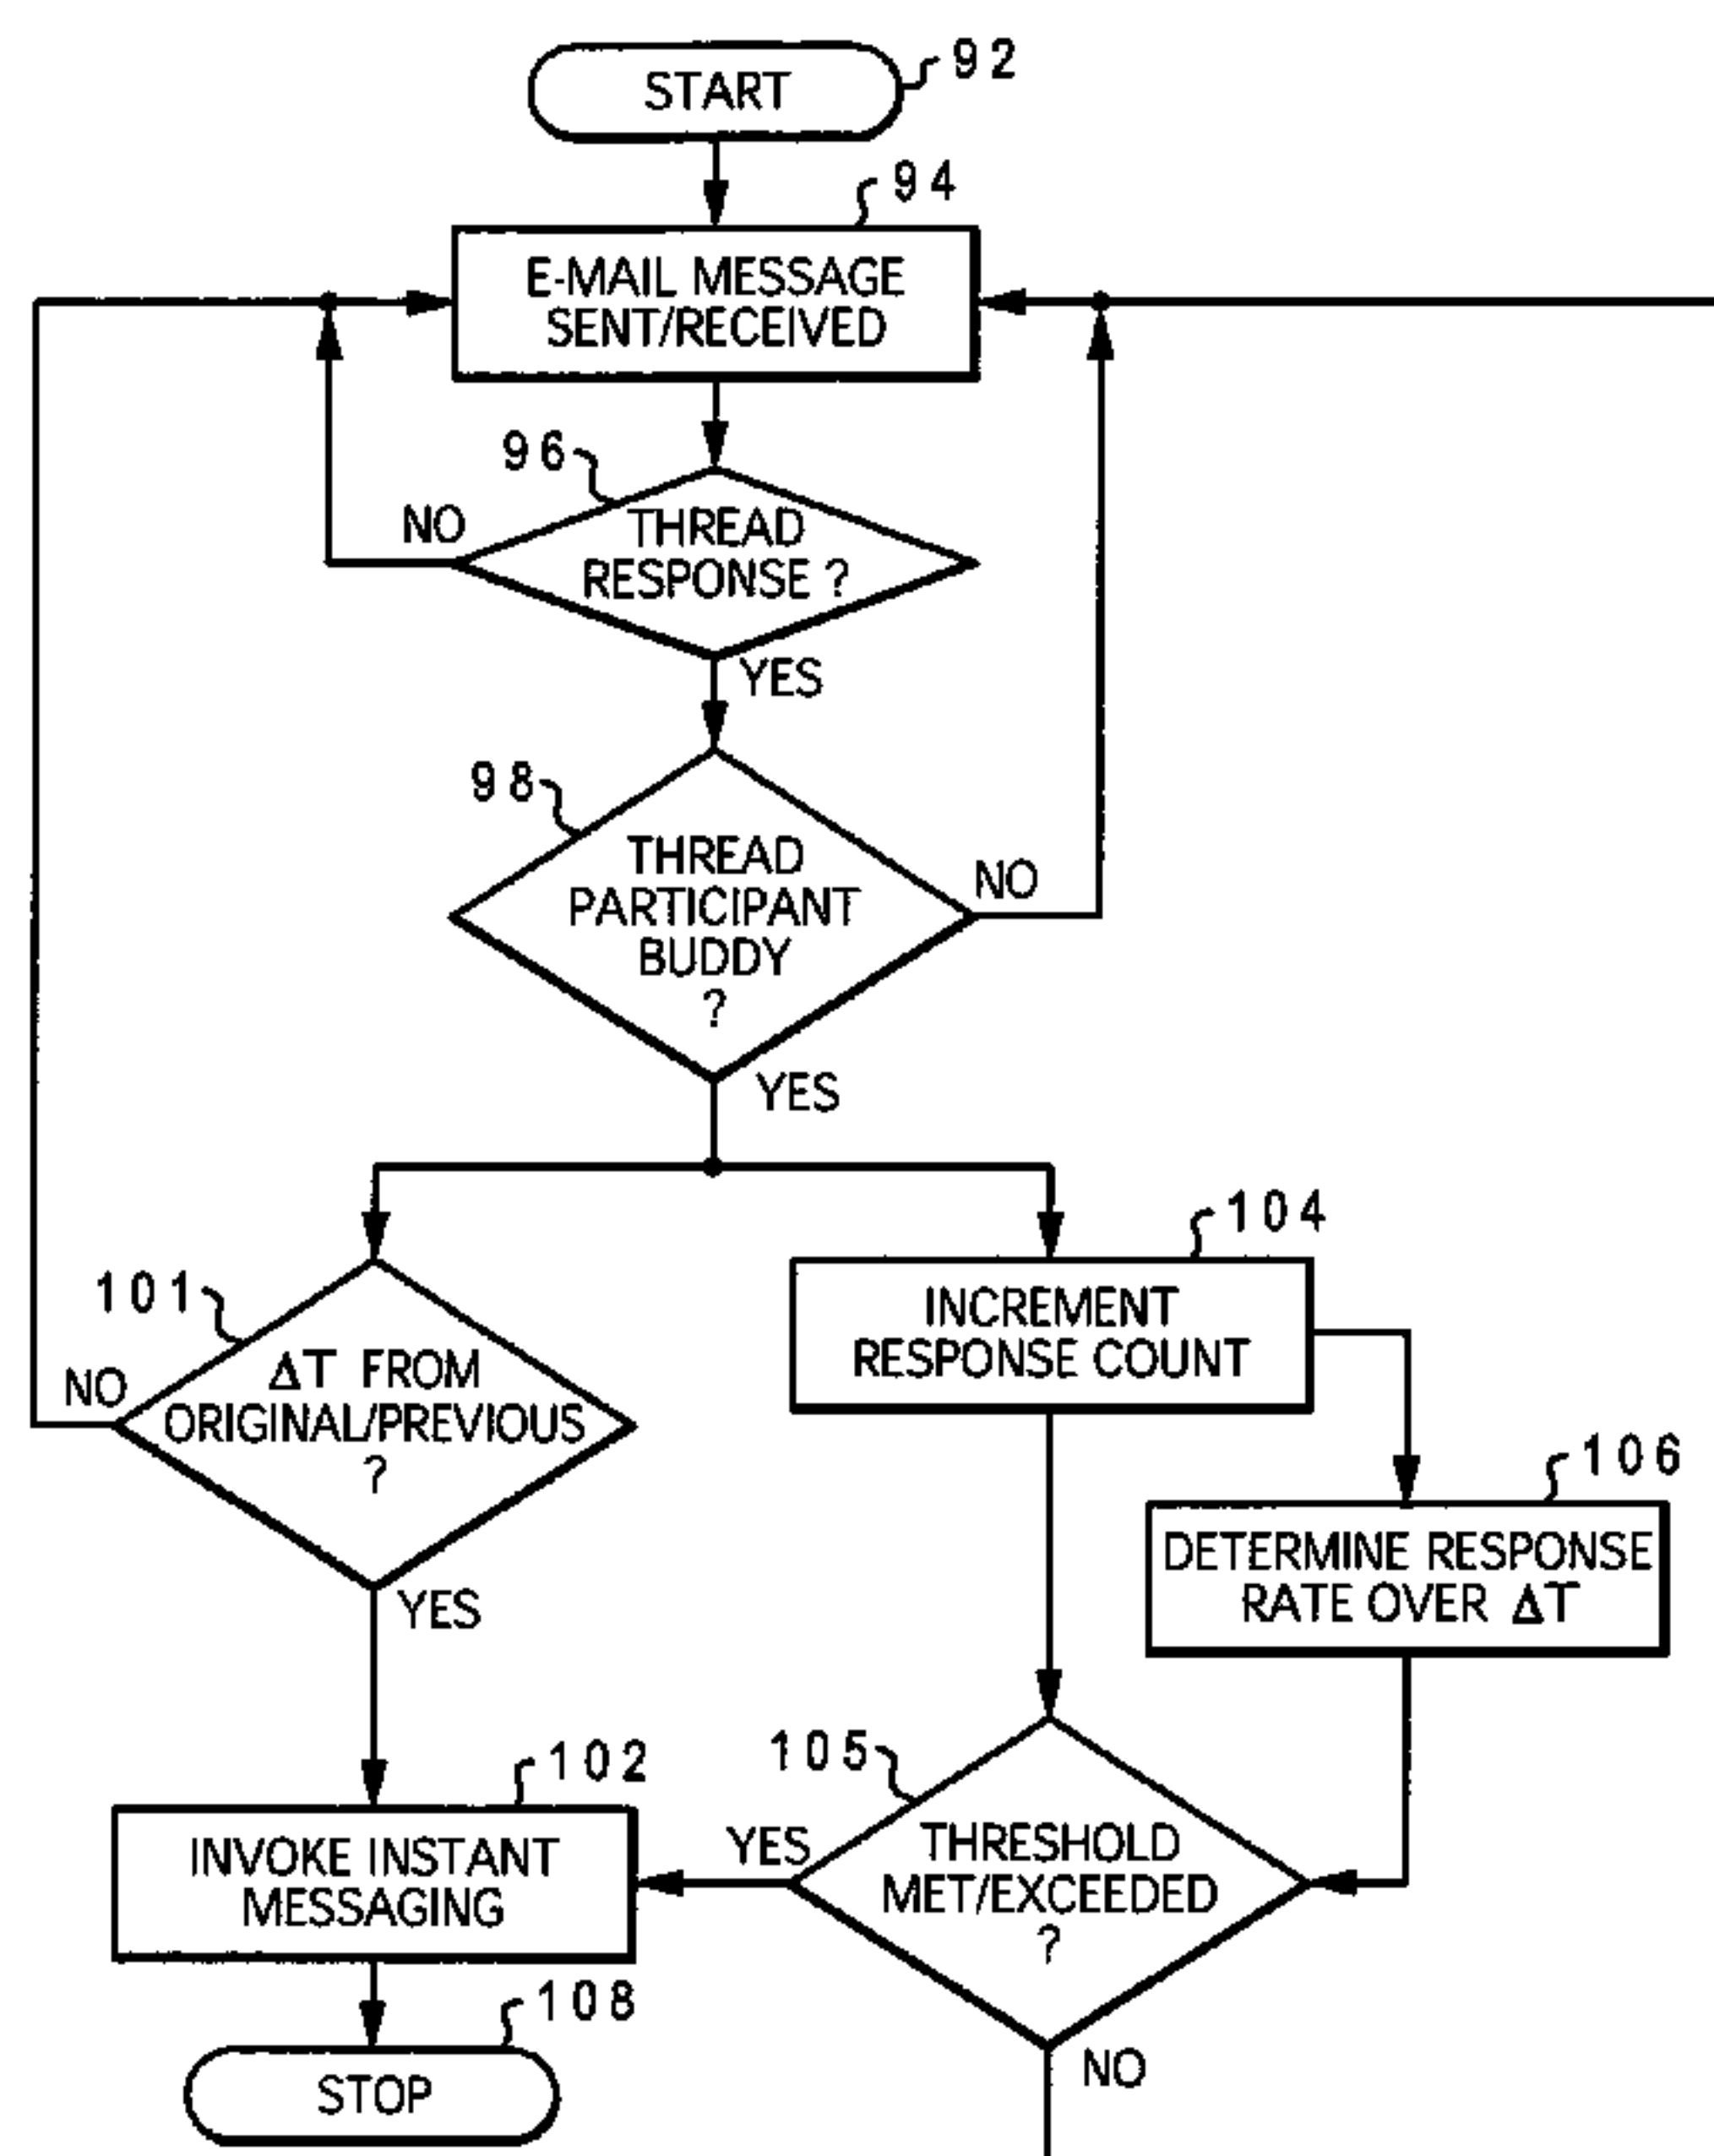 START
92
94
E-MAIL MESSAGE
SENT/RECEIVED
96
NO
THREAD
RESPONSE ?
YES
98
THREAD
PARTICIPANT
BUDDY
?
NO
YES
101
NO
ΔT FROM
ORIGINAL/PREVIOUS
?
YES
104
INCREMENT
RESPONSE COUNT
106
DETERMINE RESPONSE
RATE OVER ΔT
102
INVOKE INSTANT
MESSAGING
105
YES
THRESHOLD
MET/EXCEEDED
?
NO
108
STOP